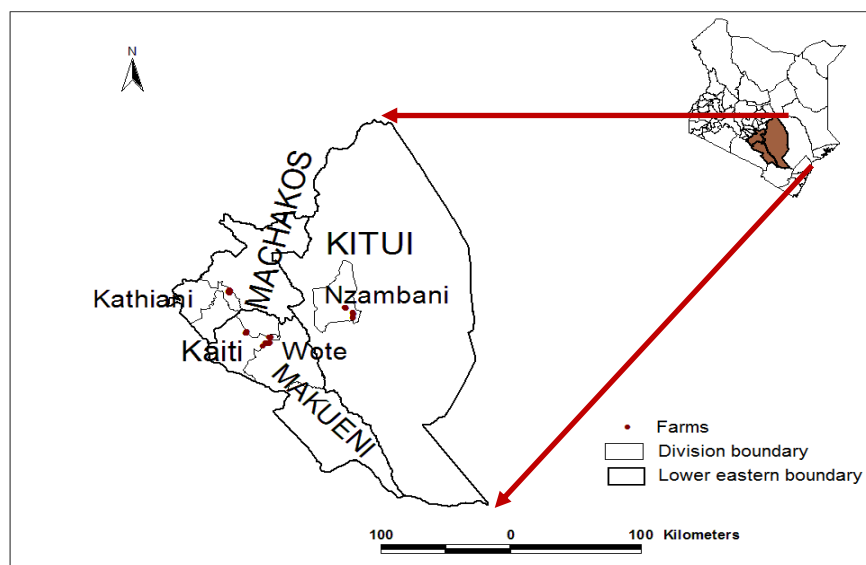 N
MACHAKOS
KITUI
Kathiani
Nzambani
Kaiti
Wote
MAKUENI
Farms
Division boundary
Lower eastern boundary
100 0 100 Kilometers